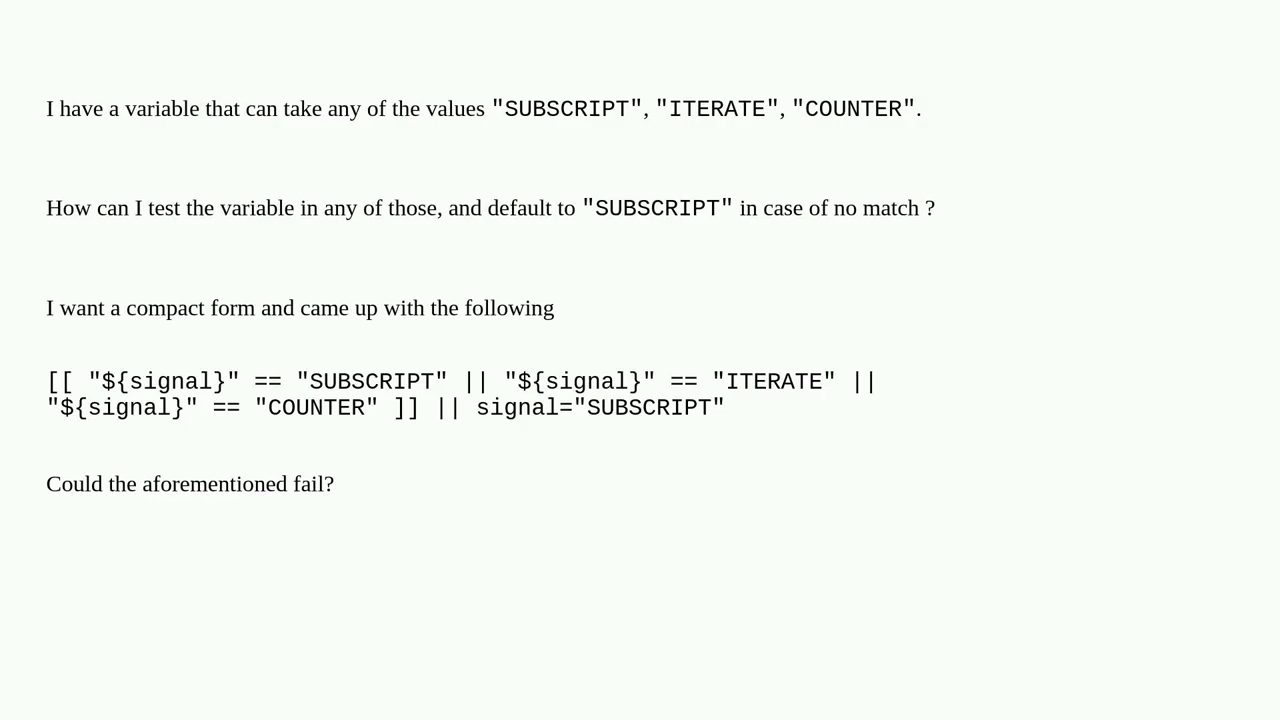 I have a variable that can take any of the values "SUBSCRIPT", "ITERATE", "COUNTER".
How can I test the variable in any of those, and default to "SUBSCRIPT" in case of no match ?
I want a compact form and came up with the following
[[ "${signal}" == "SUBSCRIPT" || "${signal}" == "ITERATE" ||
"${signal}" == "COUNTER" ]] || signal="SUBSCRIPT"
Could the aforementioned fail?